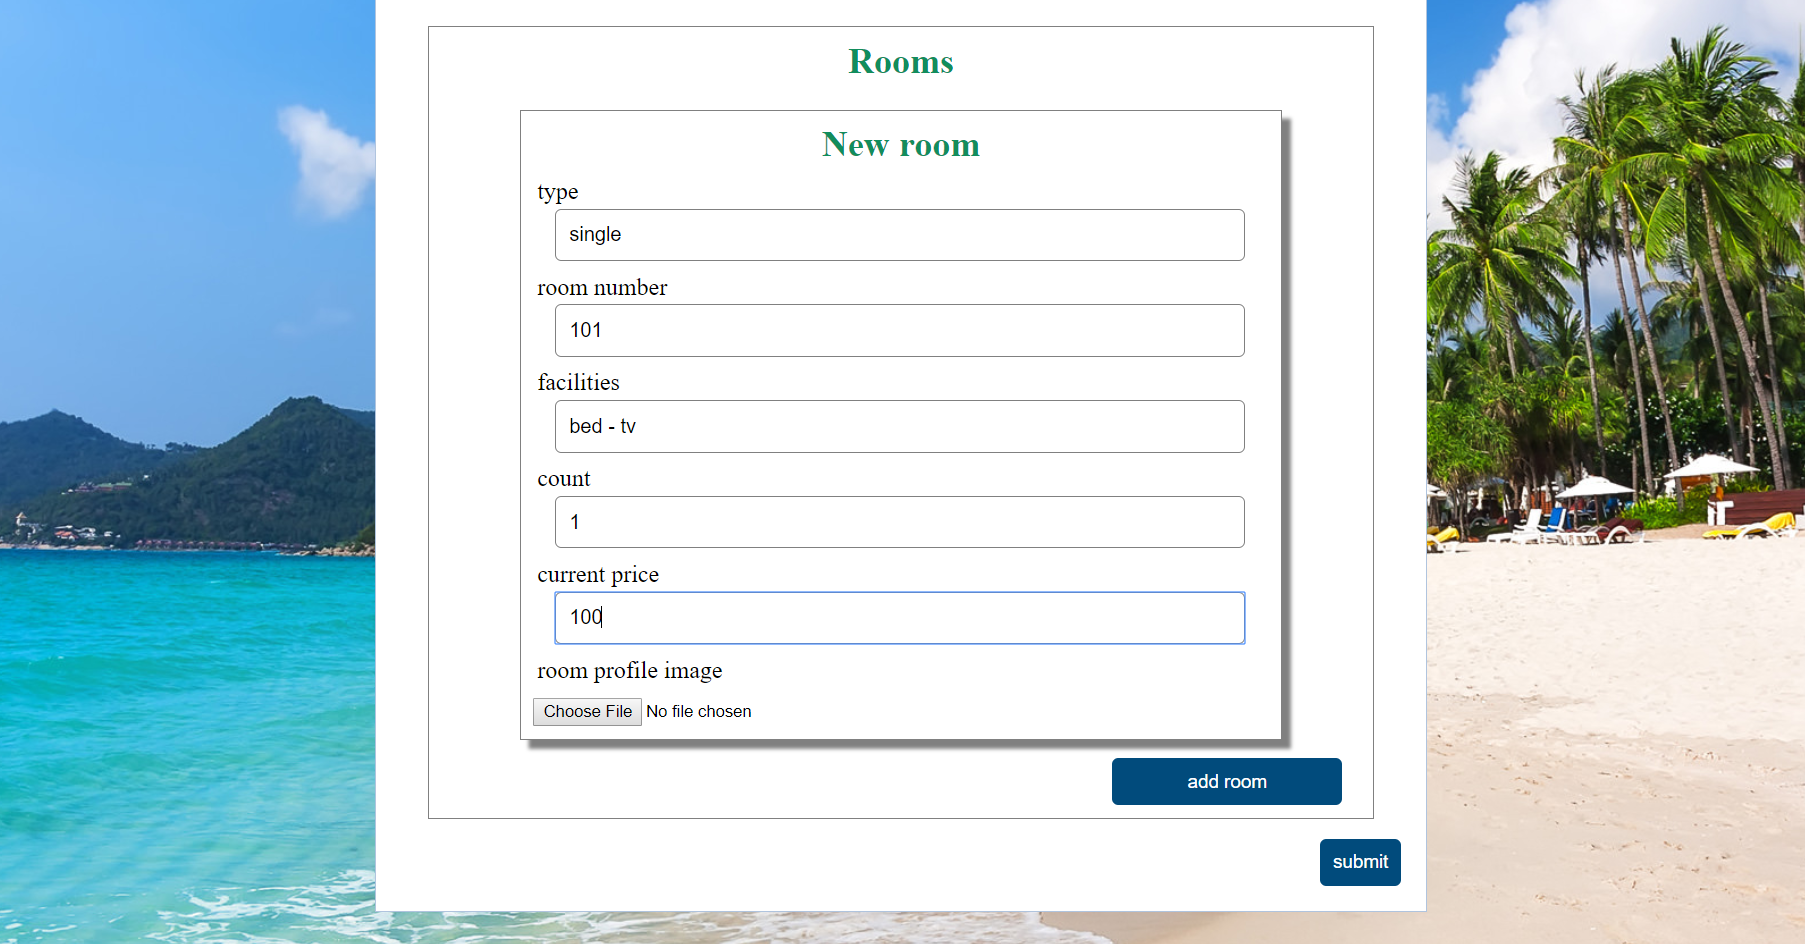 Rooms
New room
type
single
room number
101
facilities
bed - tv
count
1
current price
100
room profile image
Choose File No file chosen
add room
submit